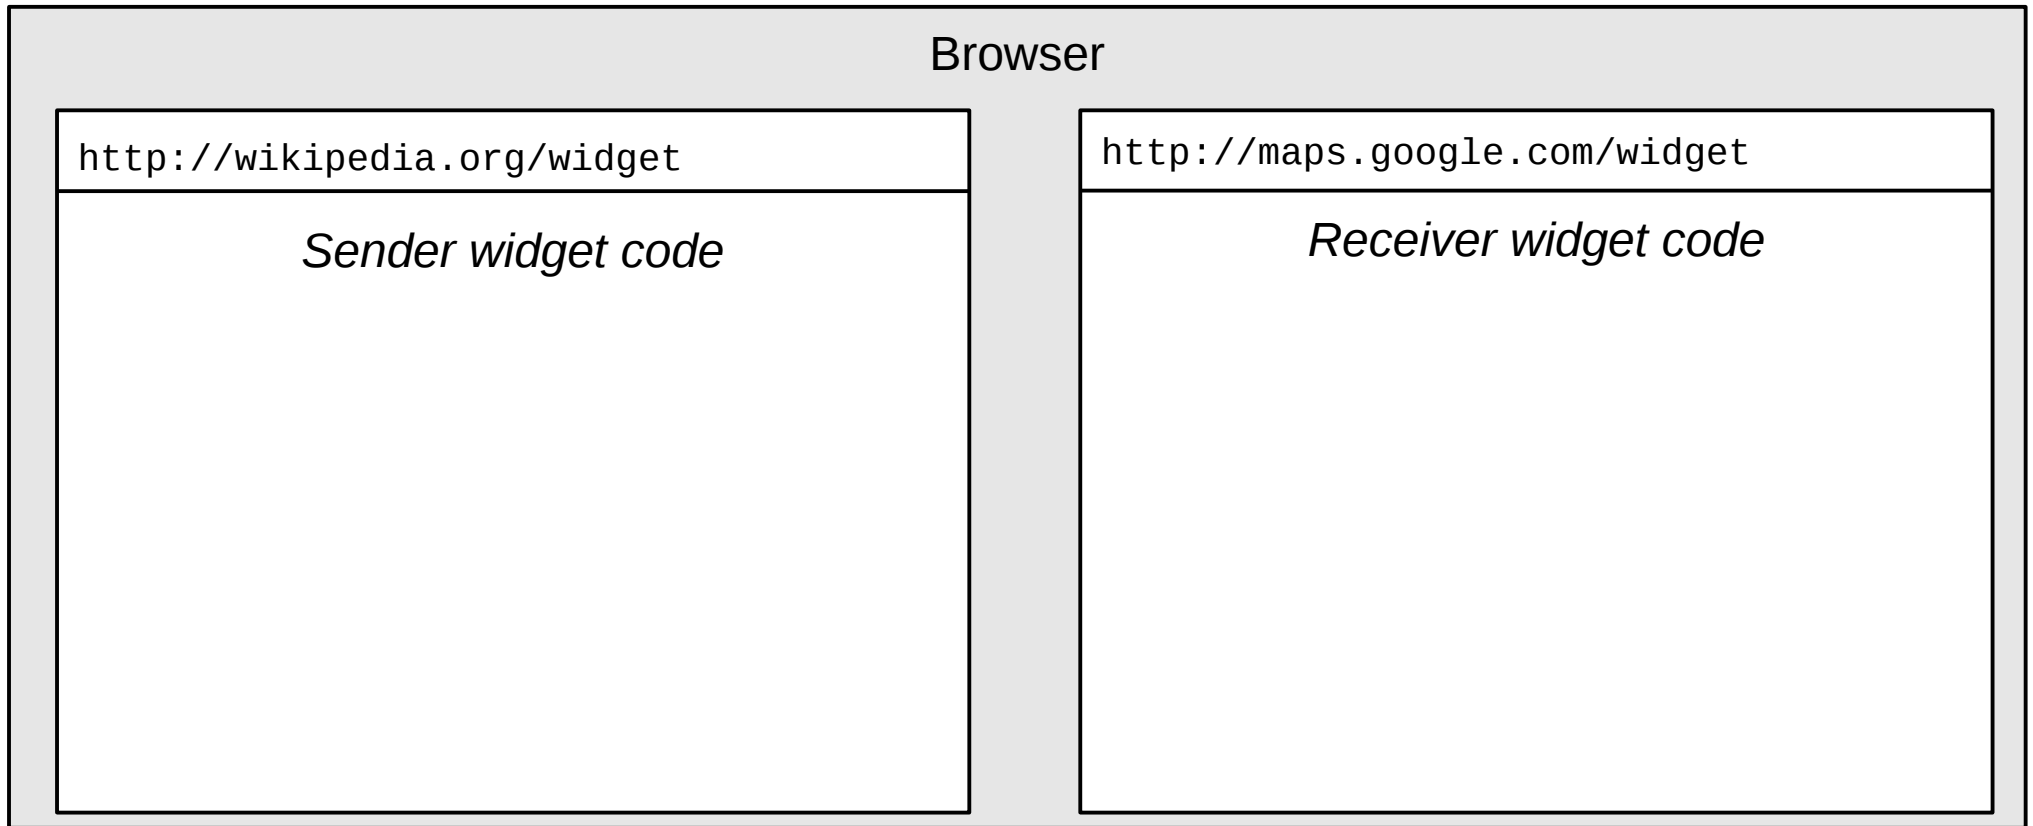 Browser
http://wikipedia.org/widget
Sender widget code
http://maps.google.com/widget
Receiver widget code